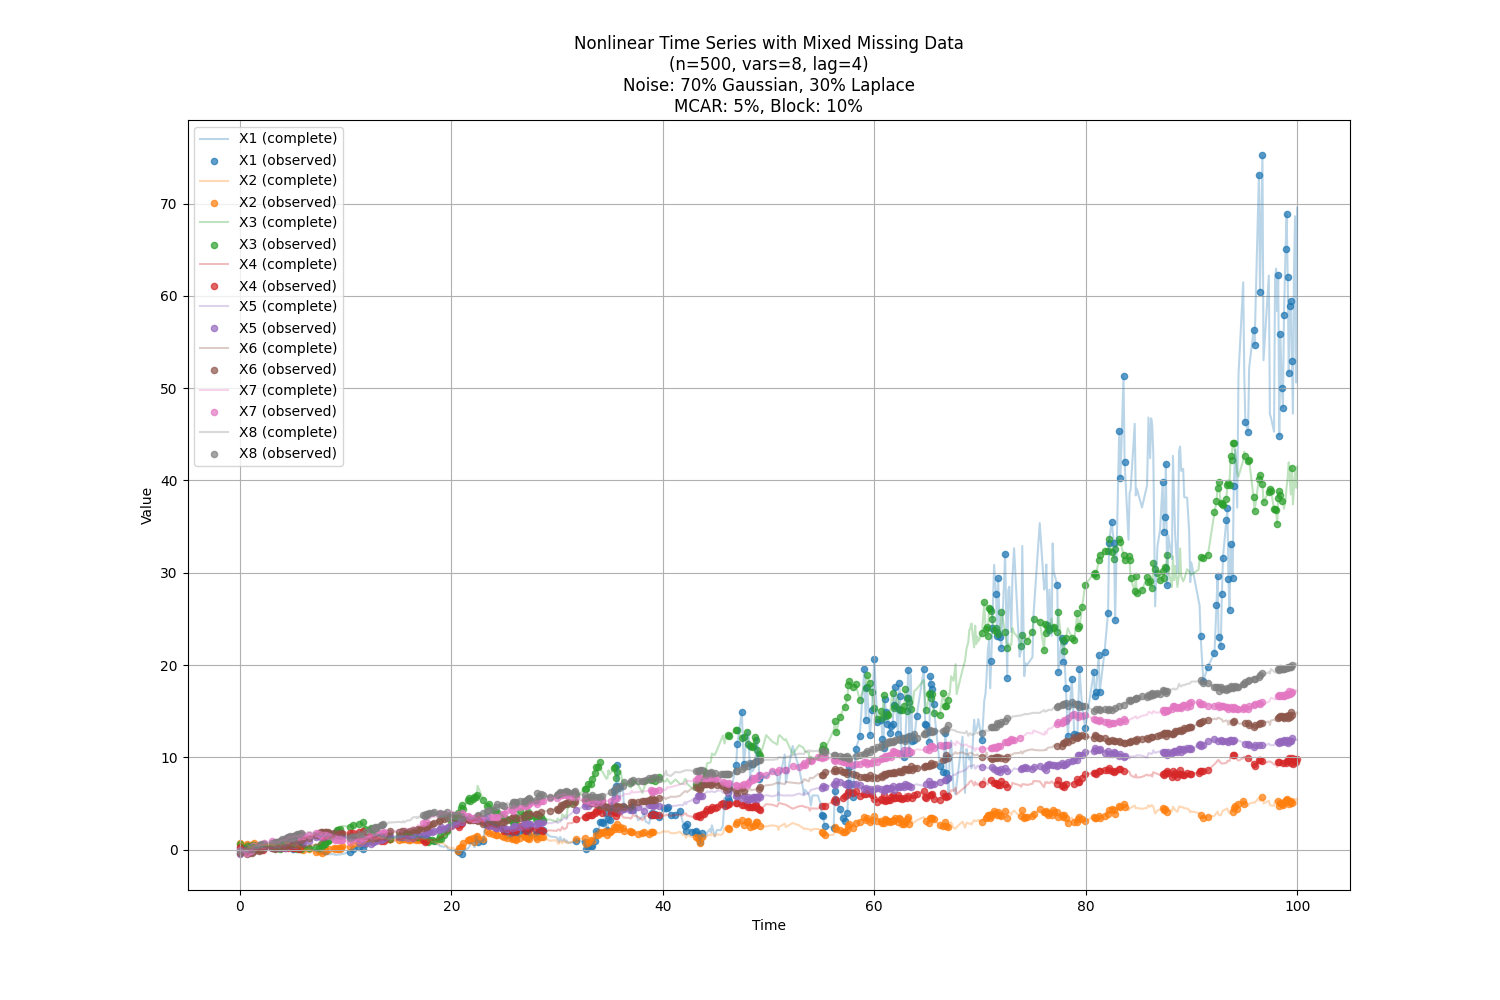 Nonlinear Time Series with Mixed Missing Data
(n=500, vars=8, lag=4)
Noise: 70% Gaussian, 30% Laplace
MCAR: 5%, Block: 10%
X1 (complete)
X1 (observed)
X2 (complete)
X2 (observed)
X3 (complete)
X3 (observed)
X4 (complete)
X4 (observed)
X5 (complete)
X5 (observed)
X6 (complete)
X6 (observed)
X7 (complete)
X7 (observed)
X8 (complete)
X8 (observed)
Value
70
60
50
40
30
20
10
0
0 20 40 60 80 100
Time